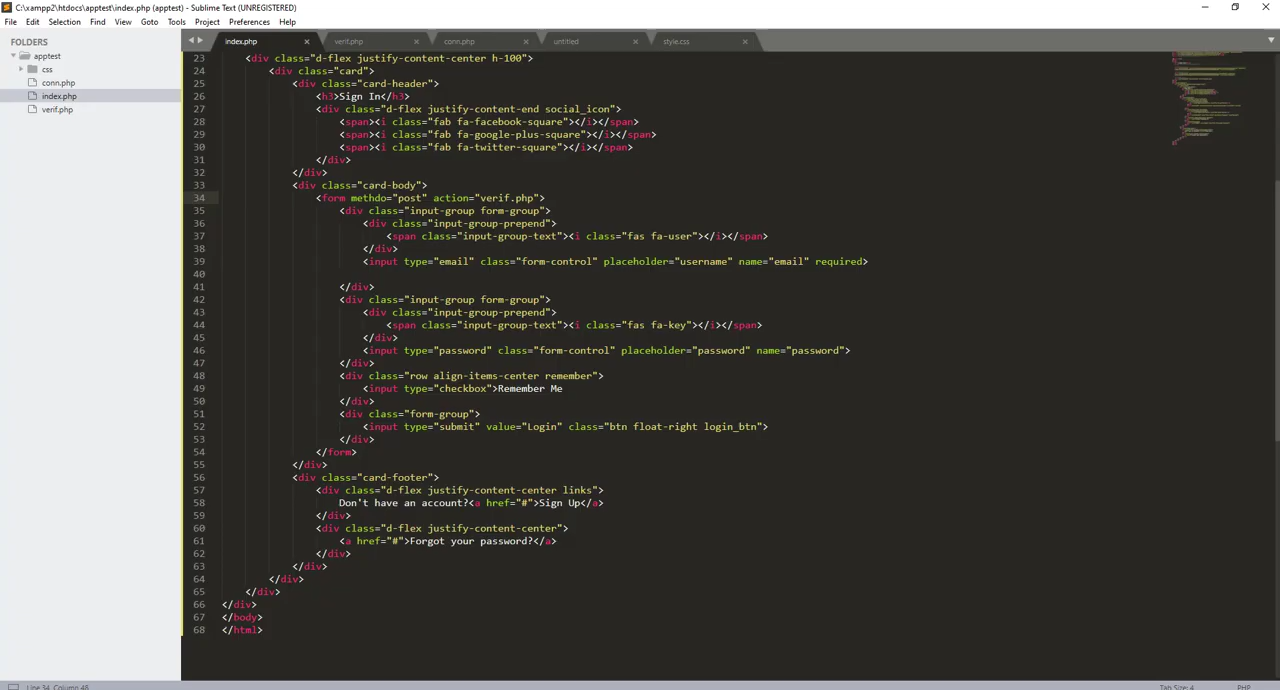 C:\xampp2\htdocs\apptest\index.php (apptest) - Sublime Text (UNREGISTERED)
File Edit Selection Find View Goto Tools Project Preferences Help
FOLDERS
apptest
css
conn.php
index.php
verif.php
index.php × verif.php × conn.php × untitled × style.css ×
23 <div class="d-flex justify-content-center h-100">
24 <div class="card">
25 <div class="card-header">
26 <h3>Sign In</h3>
27 <div class="d-flex justify-content-end social_icon">
28 <span><i class="fab fa-facebook-square"></i></span>
29 <span><i class="fab fa-google-plus-square"></i></span>
30 <span><i class="fab fa-twitter-square"></i></span>
31 </div>
32 </div>
33 <div class="card-body">
34 <form methdo="post" action="verif.php">
35 <div class="input-group form-group">
36 <div class="input-group-prepend">
37 <span class="input-group-text"><i class="fas fa-user"></i></span>
38 </div>
39 <input type="email" class="form-control" placeholder="username" name="email" required>
40
41 </div>
42 <div class="input-group form-group">
43 <div class="input-group-prepend">
44 <span class="input-group-text"><i class="fas fa-key"></i></span>
45 </div>
46 <input type="password" class="form-control" placeholder="password" name="password">
47 </div>
48 <div class="row align-items-center remember">
49 <input type="checkbox">Remember Me
50 </div>
51 <div class="form-group">
52 <input type="submit" value="Login" class="btn float-right login_btn">
53 </div>
54 </form>
55 </div>
56 <div class="card-footer">
57 <div class="d-flex justify-content-center links">
58 Don't have an account?<a href="#">Sign Up</a>
59 </div>
60 <div class="d-flex justify-content-center">
61 <a href="#">Forgot your password?</a>
62 </div>
63 </div>
64 </div>
65 </div>
66 </div>
67 </body>
68 </html>
Line 34, Column 48
Tab Size: 4 PHP